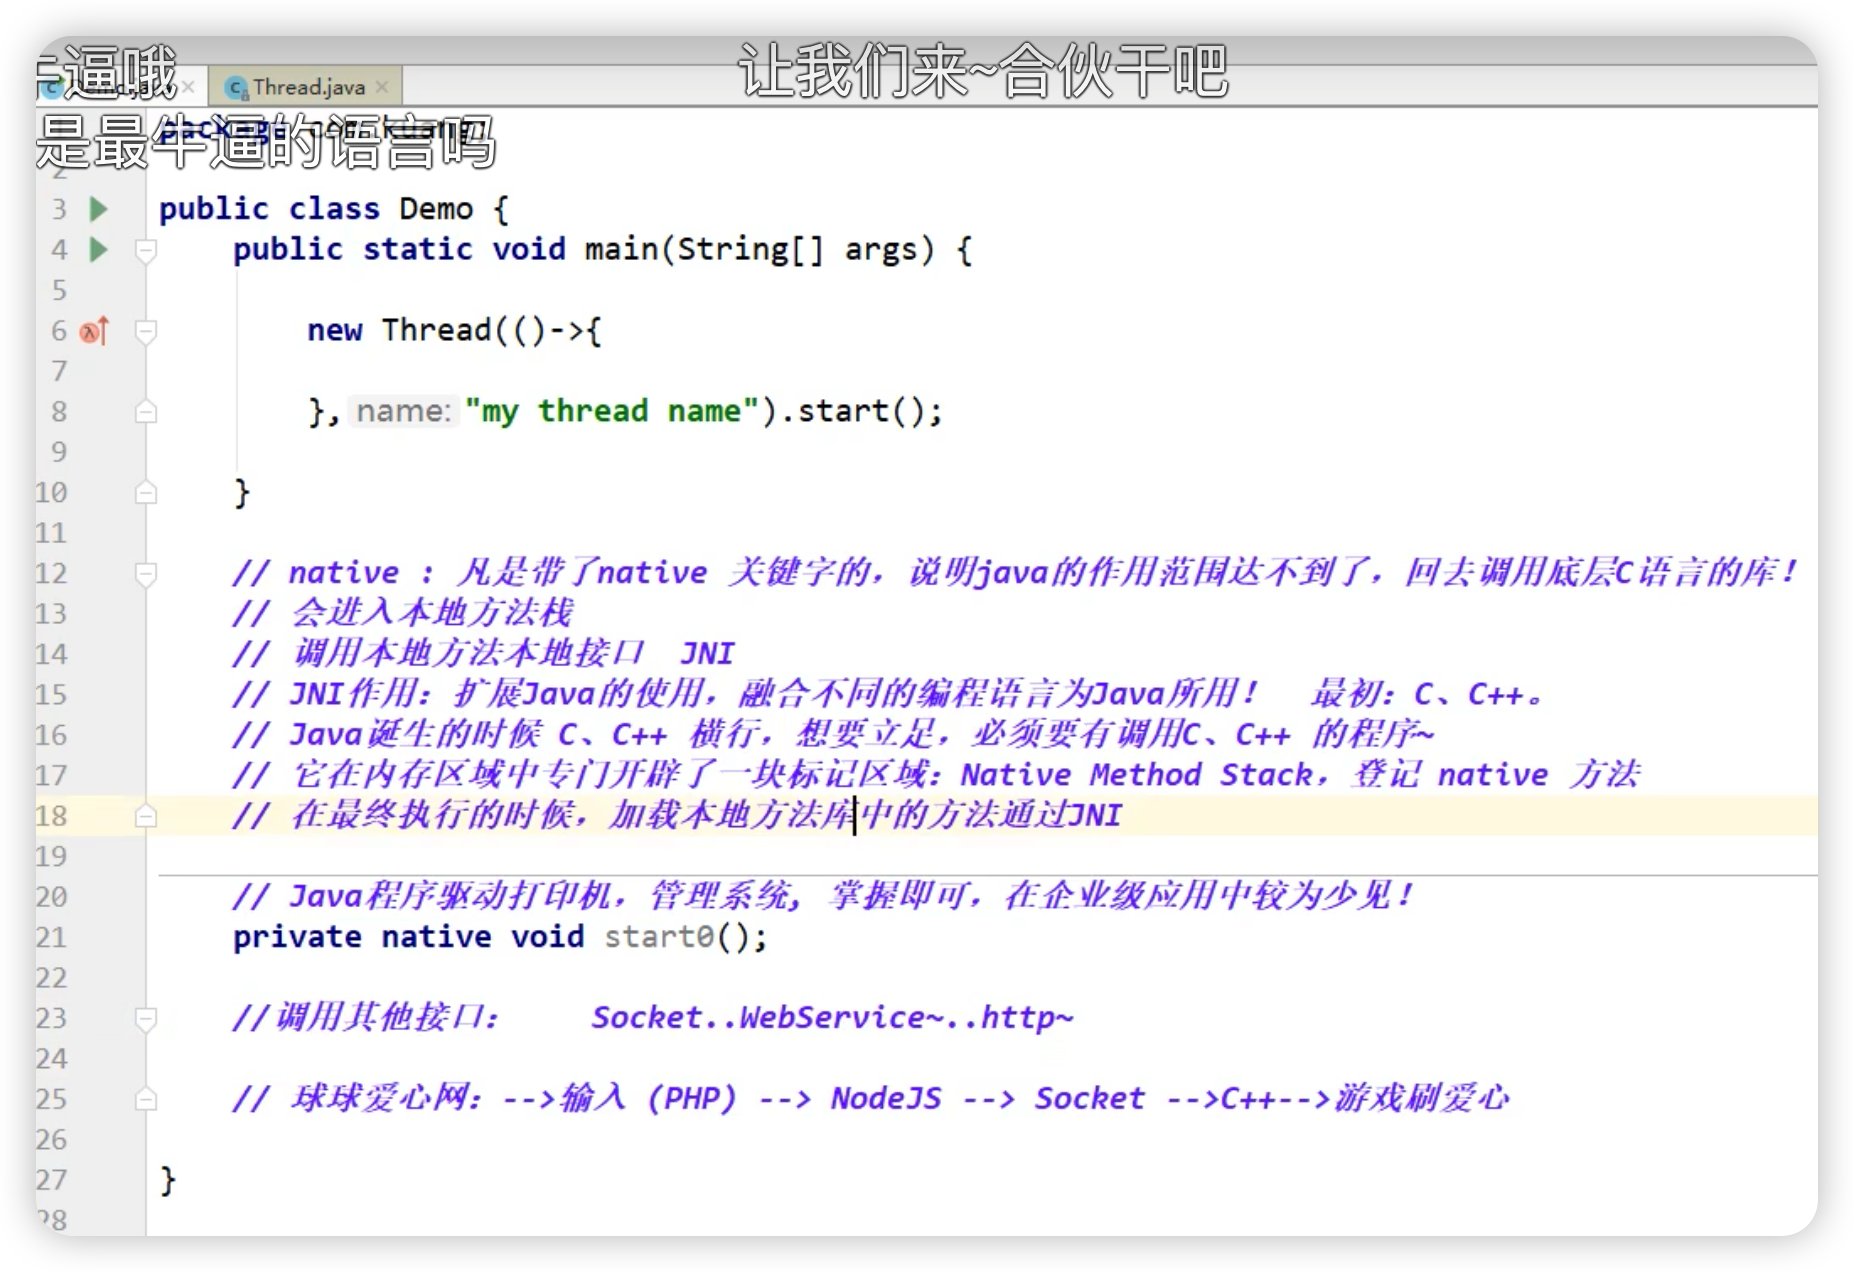 逼哦
让我们来~合伙干吧
Thread.java
是最牛逼的语言吗
2
3 public class Demo {
4 public static void main(String[] args) {
5
6 new Thread(()->{
7
8 }, name: "my thread name").start();
9
10 }
11
12 // native : 凡是带了native 关键字的，说明java的作用范围达不到了，回去调用底层C语言的库！
13 // 会进入本地方法栈
14 // 调用本地方法本地接口  JNI
15 // JNI作用：扩展Java的使用，融合不同的编程语言为Java所用！  最初：C、C++。
16 // Java诞生的时候 C、C++ 横行，想要立足，必须要有调用C、C++ 的程序~
17 // 它在内存区域中专门开辟了一块标记区域：Native Method Stack，登记 native 方法
18 // 在最终执行的时候，加载本地方法库中的方法通过JNI
19
20 // Java程序驱动打印机，管理系统, 掌握即可，在企业级应用中较为少见！
21 private native void start0();
22
23 //调用其他接口：    Socket..WebService~..http~
24
25 // 球球爱心网：-->输入 (PHP) --> NodeJS --> Socket -->C++-->游戏刷爱心
26
27 }
28